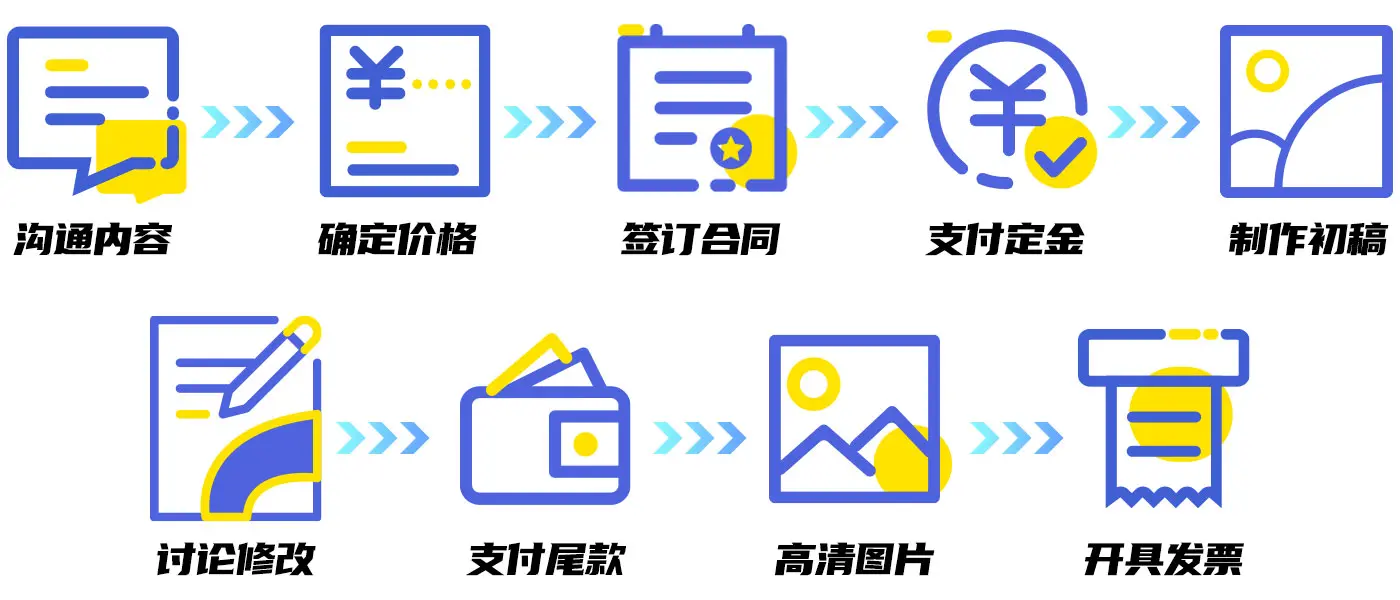 沟通内容
确定价格
签订合同
支付定金
制作初稿
讨论修改
支付尾款
高清图片
开具发票